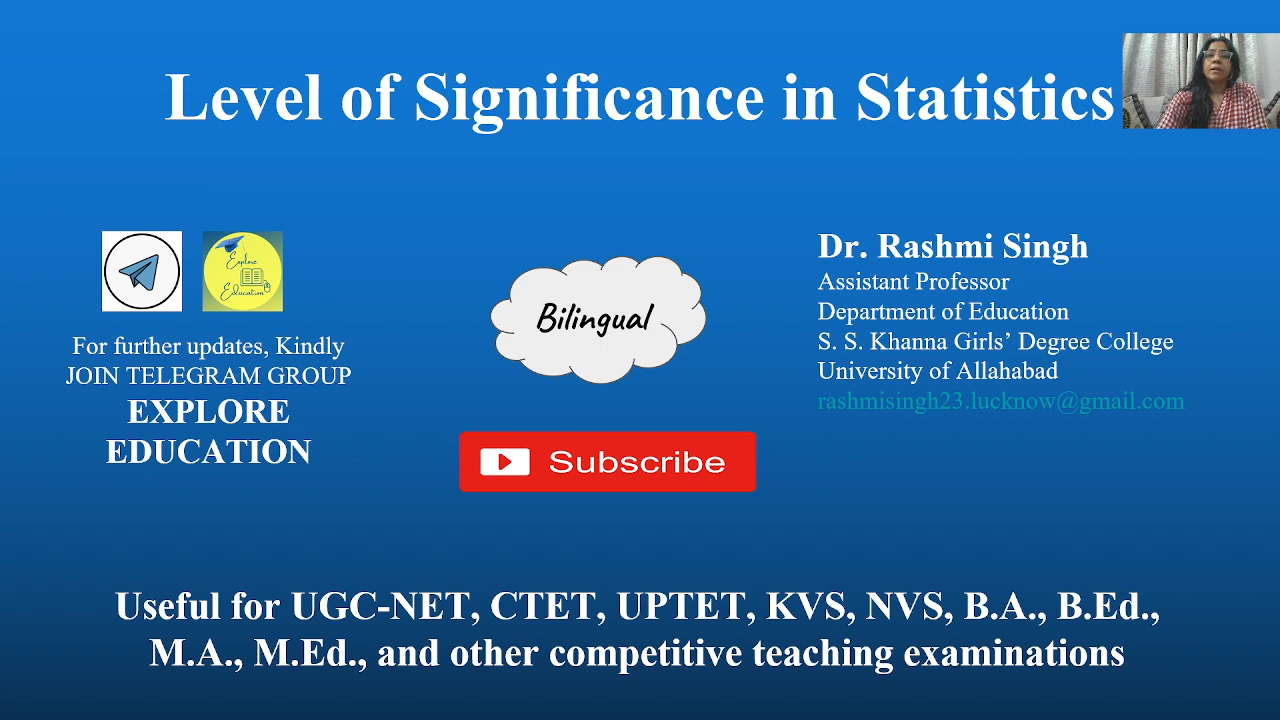 Level of Significance in Statistics
Explore
Education
For further updates, Kindly
JOIN TELEGRAM GROUP
EXPLORE
EDUCATION
Bilingual
Subscribe
Dr. Rashmi Singh
Assistant Professor
Department of Education
S. S. Khanna Girls’ Degree College
University of Allahabad
rashmisingh23.lucknow@gmail.com
Useful for UGC-NET, CTET, UPTET, KVS, NVS, B.A., B.Ed.,
M.A., M.Ed., and other competitive teaching examinations